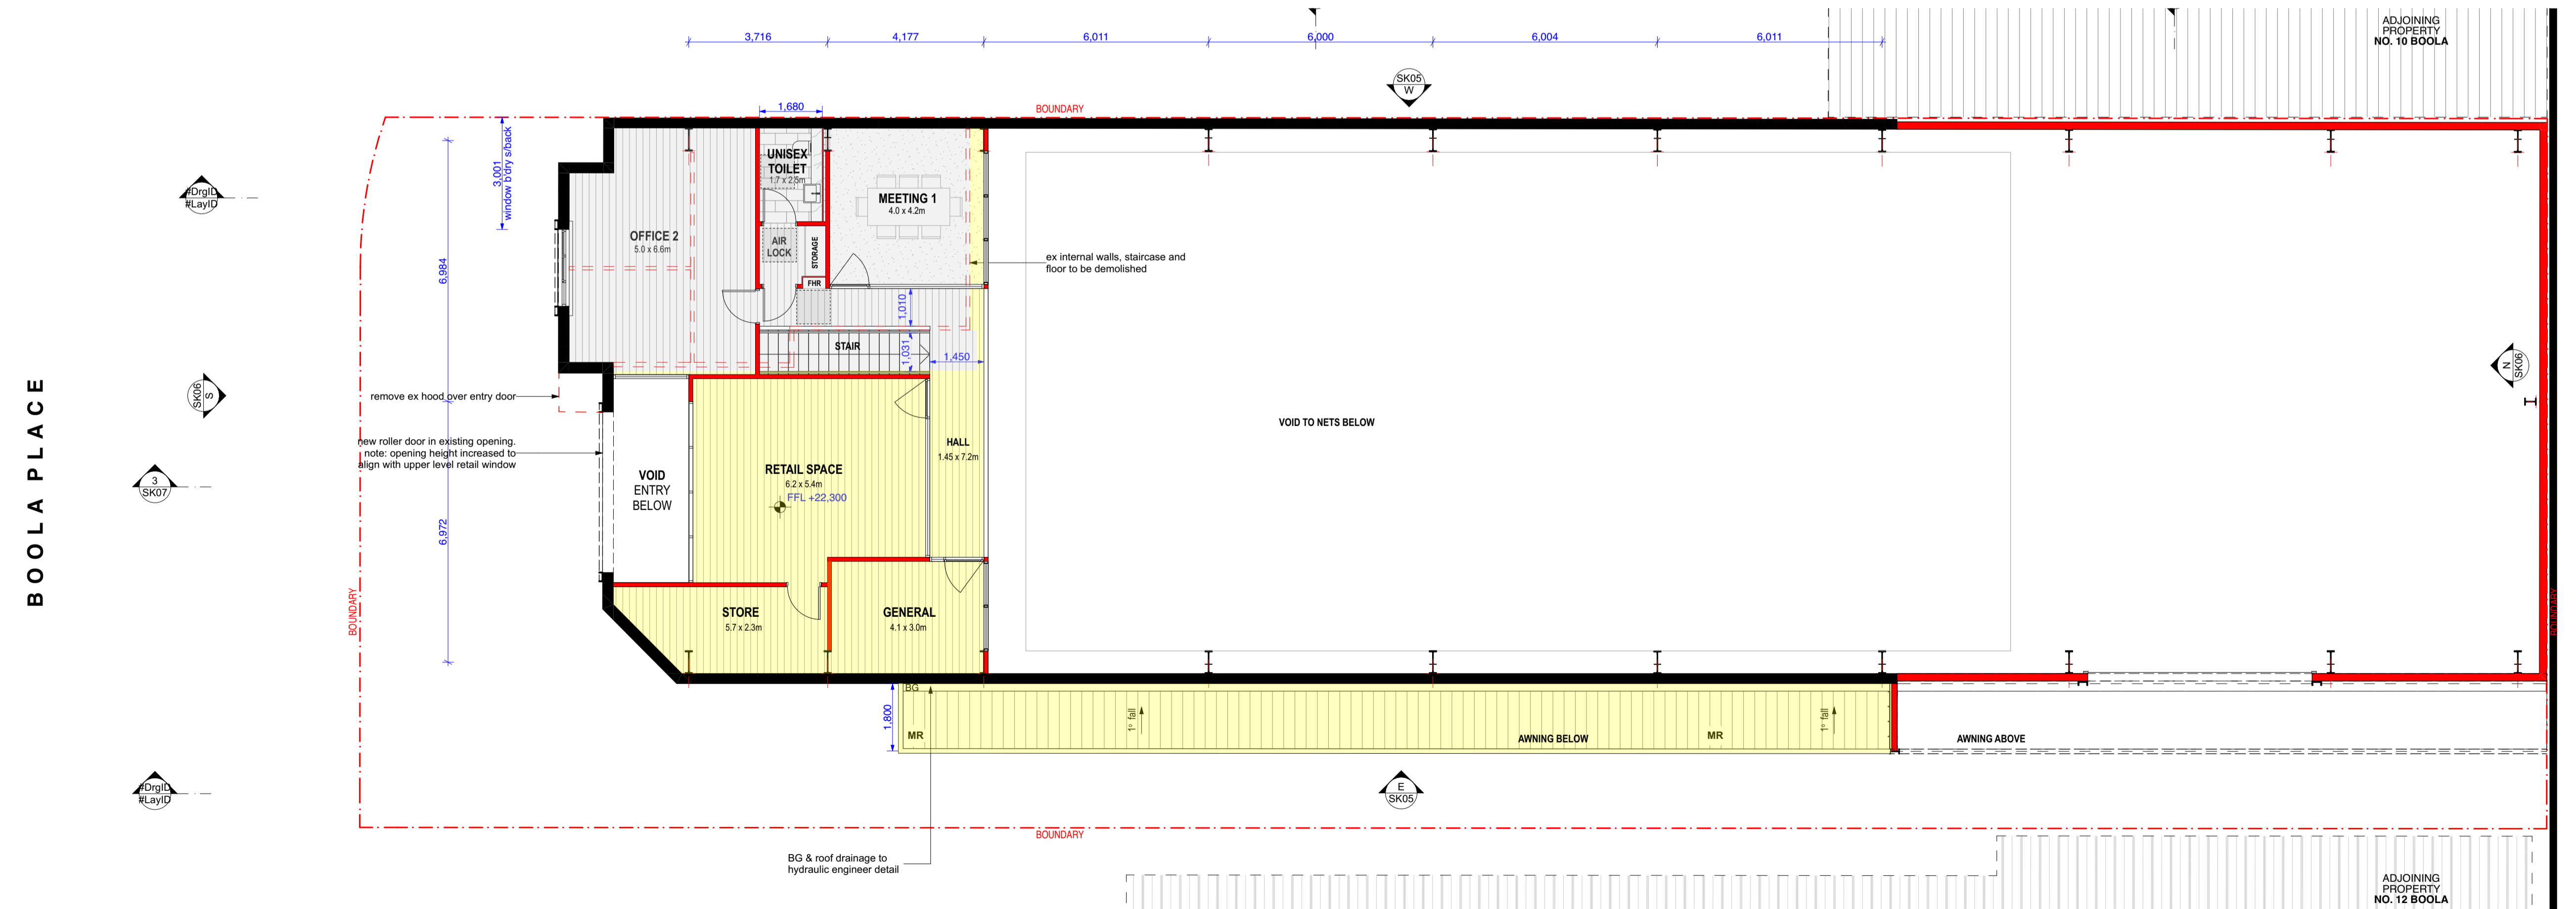 ADJOINING
PROPERTY
NO. 10 BOOLA
3,716
4,177
6,011
6,000
6,004
6,011
SK05
W
BOUNDARY
1,680
3,001
window b'dry s/back
UNISEX
TOILET
1.7 x 2.5m
MEETING 1
4.0 x 4.2m
#DrgID
#LayID
OFFICE 2
5.0 x 6.6m
AIR
LOCK
STORAGE
FHR
ex internal walls, staircase and
floor to be demolished
6,984
1,010
STAIR
1,031
1,450
N
SK06
BOOLA PLACE
SK06
S
remove ex hood over entry door
VOID TO NETS BELOW
new roller door in existing opening.
note: opening height increased to
align with upper level retail window
HALL
1.45 x 7.2m
VOID
ENTRY
BELOW
RETAIL SPACE
6.2 x 5.4m
FFL +22,300
3
SK07
6,972
BOUNDARY
BOUNDARY
STORE
5.7 x 2.3m
GENERAL
4.1 x 3.0m
BG
1,800
1° fall
1° fall
MR
AWNING BELOW
MR
AWNING ABOVE
#DrgID
#LayID
E
SK05
BOUNDARY
BG & roof drainage to
hydraulic engineer detail
ADJOINING
PROPERTY
NO. 12 BOOLA